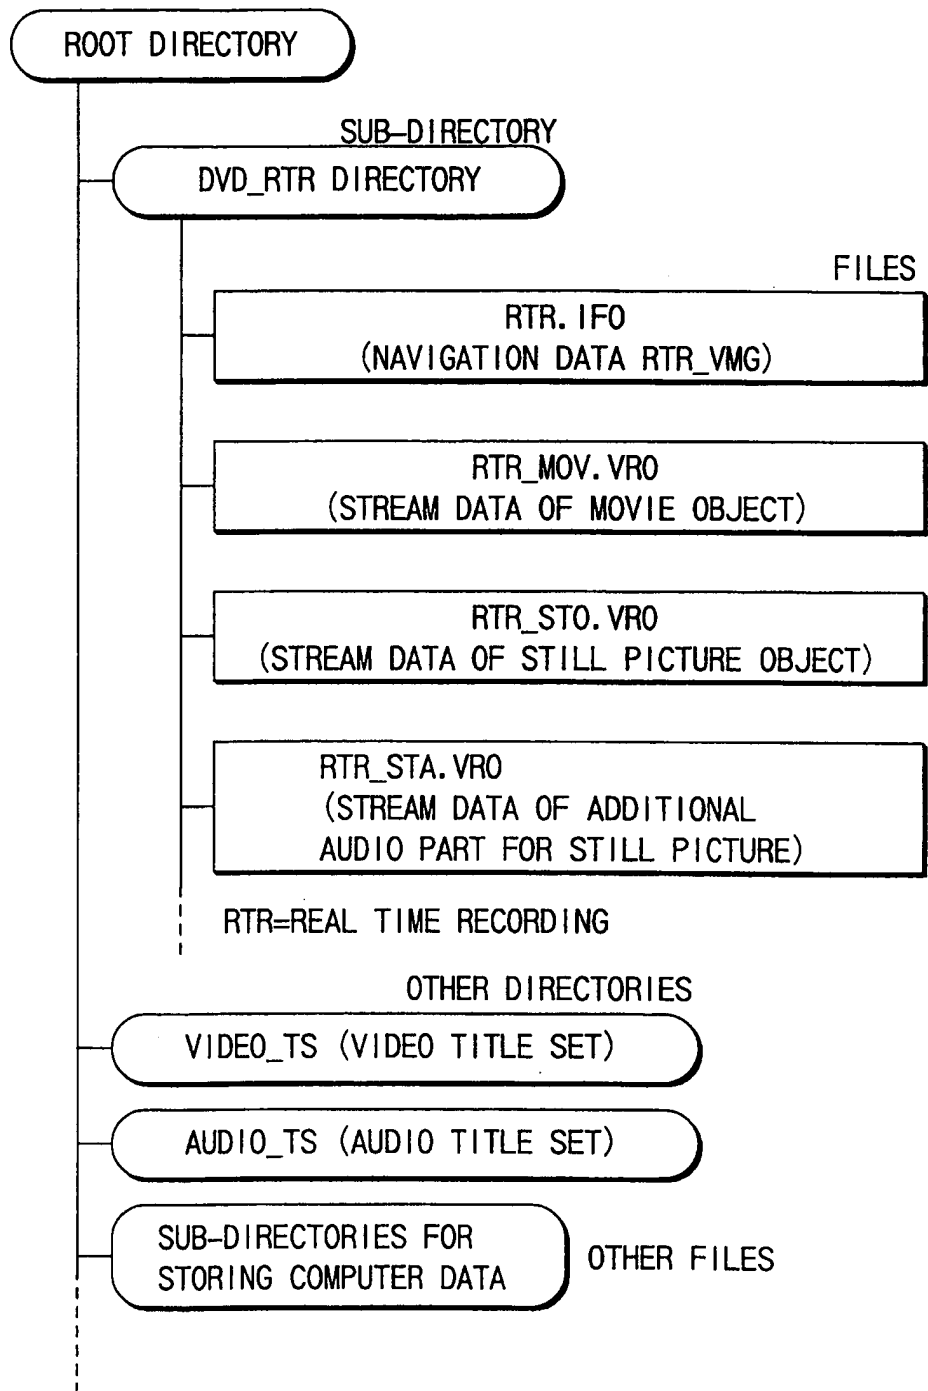 ROOT DIRECTORY
SUB-DIRECTORY
DVD_RTR DIRECTORY
FILES
RTR.IFO
(NAVIGATION DATA RTR_VMG)
RTR_MOV.VRO
(STREAM DATA OF MOVIE OBJECT)
RTR_STO.VRO
(STREAM DATA OF STILL PICTURE OBJECT)
RTR_STA.VRO
(STREAM DATA OF ADDITIONAL
AUDIO PART FOR STILL PICTURE)
RTR=REAL TIME RECORDING
OTHER DIRECTORIES
VIDEO_TS (VIDEO TITLE SET)
AUDIO_TS (AUDIO TITLE SET)
SUB-DIRECTORIES FOR
STORING COMPUTER DATA
OTHER FILES